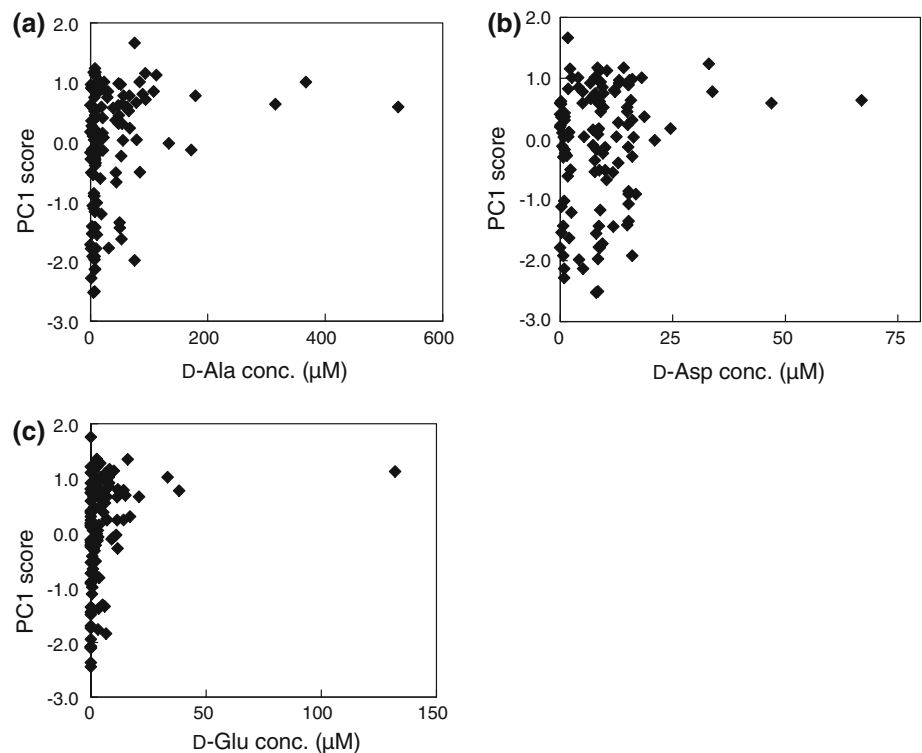 (a)
2.0
1.0
0.0
-1.0
-2.0
-3.0
PC1 score
0 200 400 600
D-Ala conc. (μM)
(b)
2.0
1.0
0.0
-1.0
-2.0
-3.0
PC1 score
0 25 50 75
D-Asp conc. (μM)
(c)
2.0
1.0
0.0
-1.0
-2.0
-3.0
PC1 score
0 50 100 150
D-Glu conc. (μM)